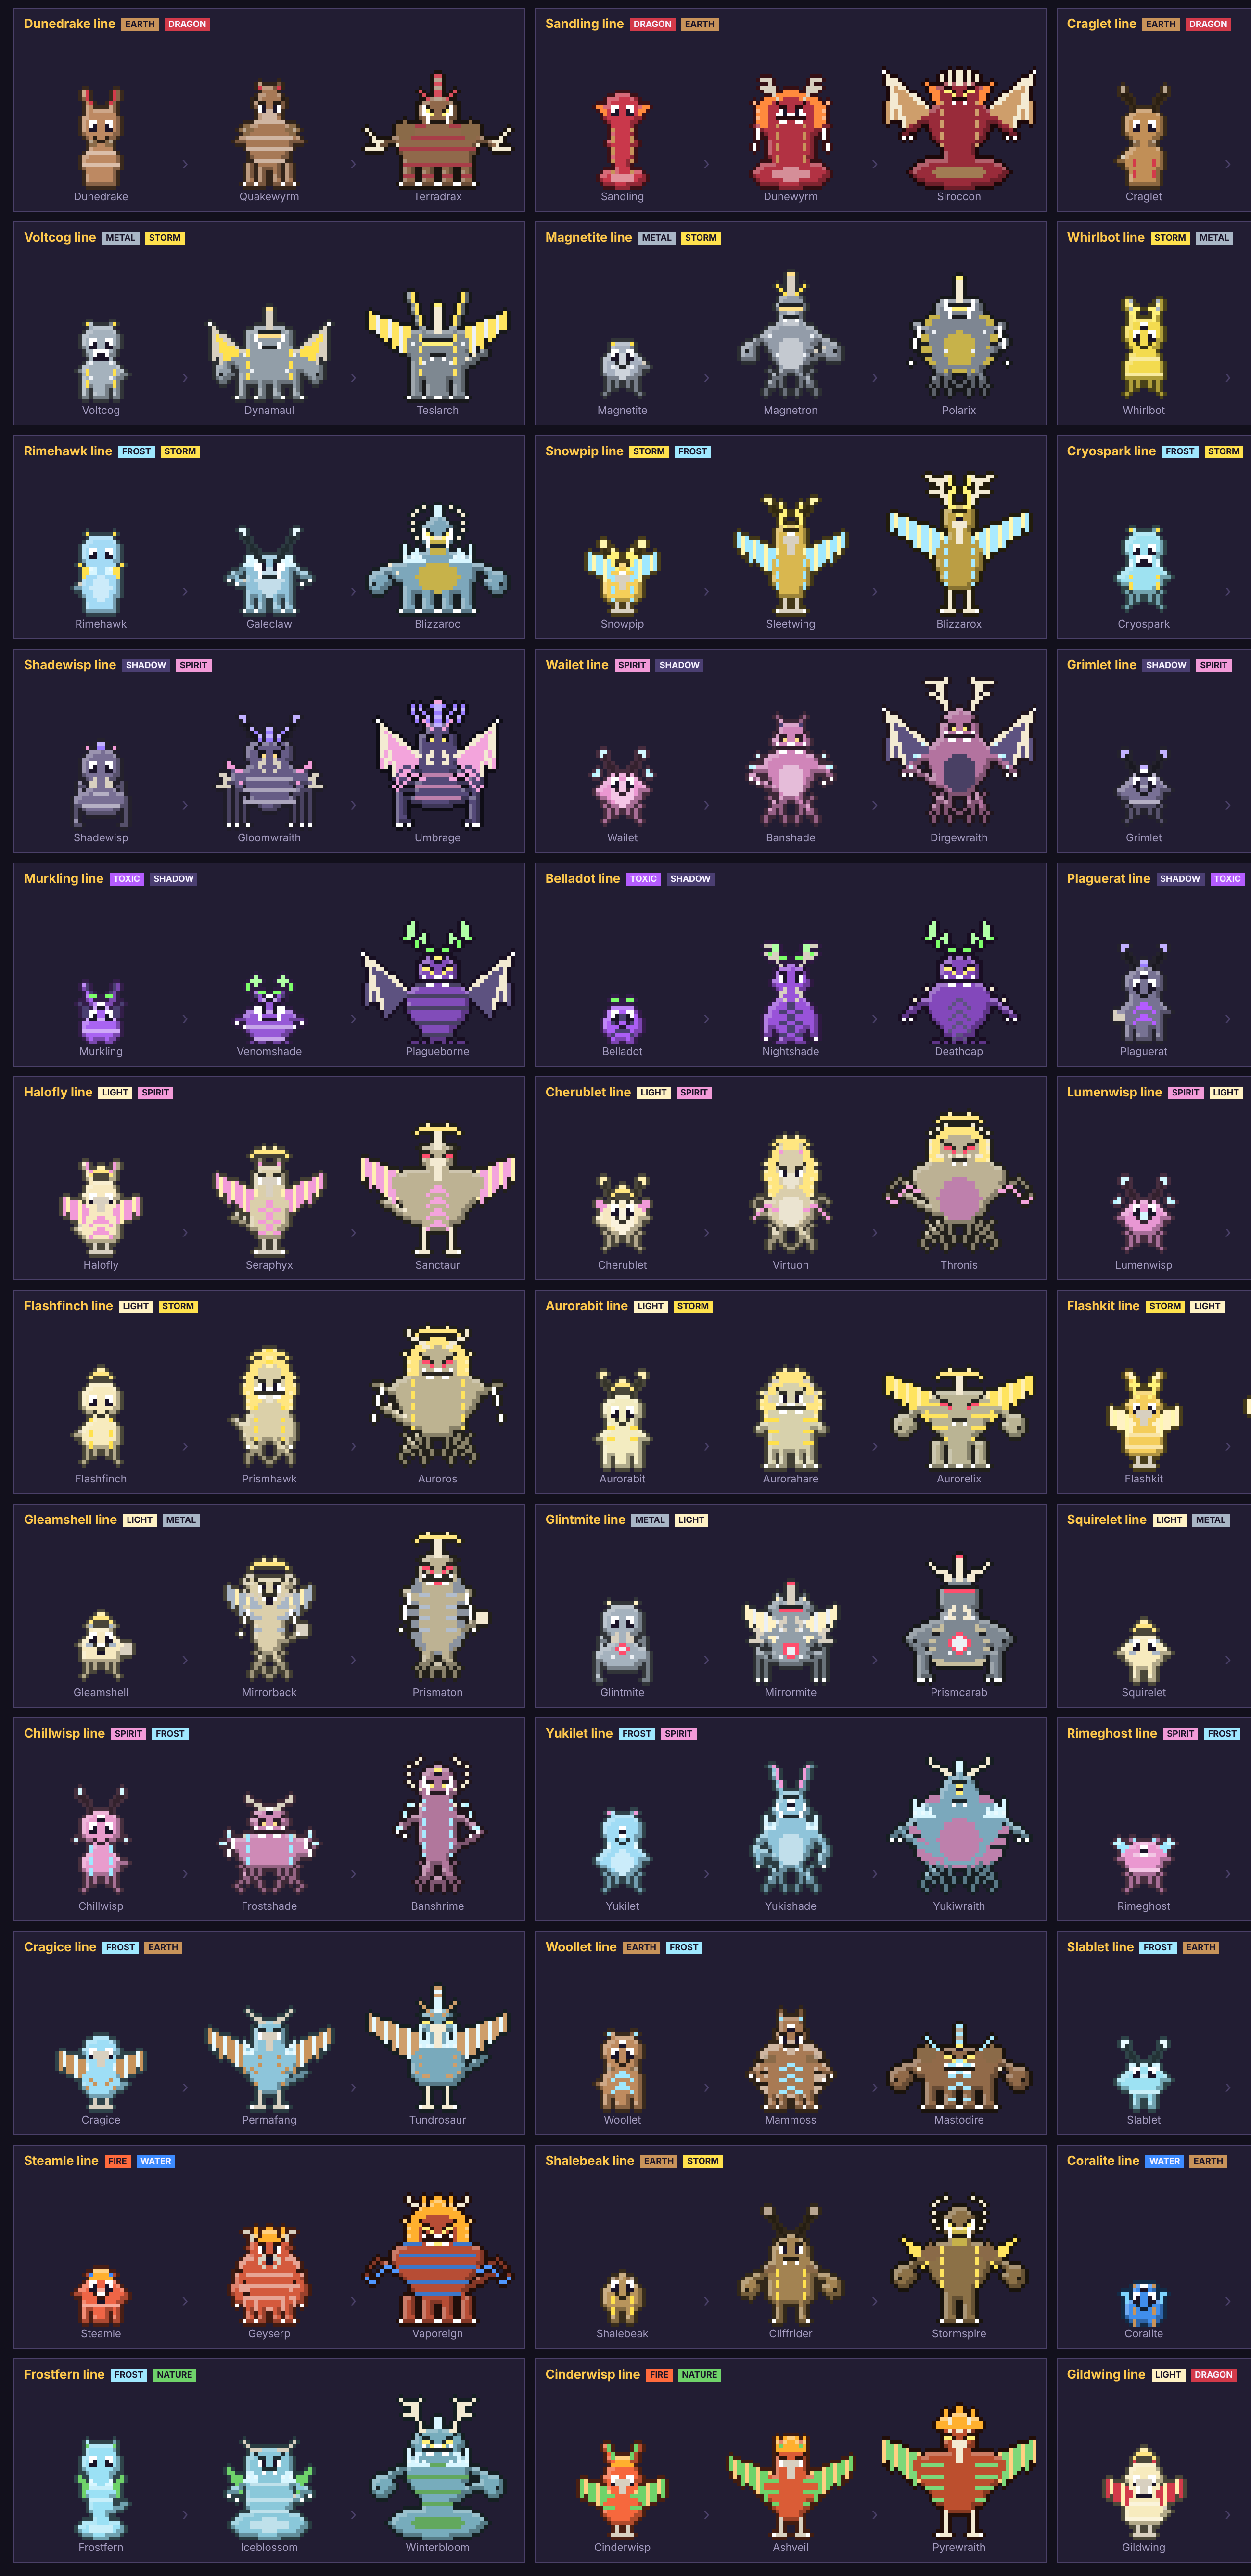 Dunedrake line EARTH DRAGON
Dunedrake › Quakewyrm › Terradrax
Sandling line DRAGON EARTH
Sandling › Dunewyrm › Siroccon
Craglet line EARTH DRAGON
Craglet ›
Voltcog line METAL STORM
Voltcog › Dynamaul › Teslarch
Magnetite line METAL STORM
Magnetite › Magnetron › Polarix
Whirlbot line STORM METAL
Whirlbot ›
Rimehawk line FROST STORM
Rimehawk › Galeclaw › Blizzaroc
Snowpip line STORM FROST
Snowpip › Sleetwing › Blizzarox
Cryospark line FROST STORM
Cryospark ›
Shadewisp line SHADOW SPIRIT
Shadewisp › Gloomwraith › Umbrage
Wailet line SPIRIT SHADOW
Wailet › Banshade › Dirgewraith
Grimlet line SHADOW SPIRIT
Grimlet ›
Murkling line TOXIC SHADOW
Murkling › Venomshade › Plagueborne
Belladot line TOXIC SHADOW
Belladot › Nightshade › Deathcap
Plaguerat line SHADOW TOXIC
Plaguerat ›
Halofly line LIGHT SPIRIT
Halofly › Seraphyx › Sanctaur
Cherublet line LIGHT SPIRIT
Cherublet › Virtuon › Thronis
Lumenwisp line SPIRIT LIGHT
Lumenwisp ›
Flashfinch line LIGHT STORM
Flashfinch › Prismhawk › Auroros
Aurorabit line LIGHT STORM
Aurorabit › Aurorahare › Aurorelix
Flashkit line STORM LIGHT
Flashkit ›
Gleamshell line LIGHT METAL
Gleamshell › Mirrorback › Prismaton
Glintmite line METAL LIGHT
Glintmite › Mirrormite › Prismcarab
Squirelet line LIGHT METAL
Squirelet ›
Chillwisp line SPIRIT FROST
Chillwisp › Frostshade › Banshrime
Yukilet line FROST SPIRIT
Yukilet › Yukishade › Yukiwraith
Rimeghost line SPIRIT FROST
Rimeghost ›
Cragice line FROST EARTH
Cragice › Permafang › Tundrosaur
Woollet line EARTH FROST
Woollet › Mammoss › Mastodire
Slablet line FROST EARTH
Slablet ›
Steamle line FIRE WATER
Steamle › Geyserp › Vaporeign
Shalebeak line EARTH STORM
Shalebeak › Cliffrider › Stormspire
Coralite line WATER EARTH
Coralite ›
Frostfern line FROST NATURE
Frostfern › Iceblossom › Winterbloom
Cinderwisp line FIRE NATURE
Cinderwisp › Ashveil › Pyrewraith
Gildwing line LIGHT DRAGON
Gildwing ›